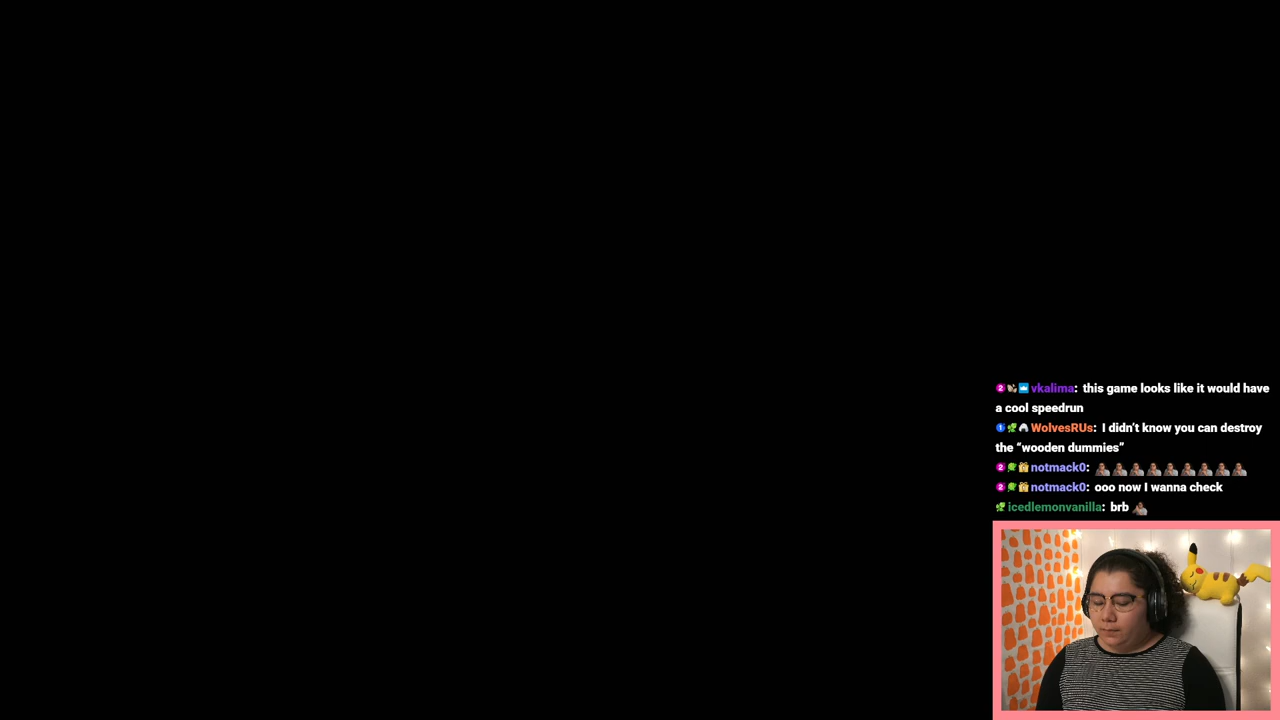 vkalima: this game looks like it would have
a cool speedrun
WolvesRUs: I didn't know you can destroy
the “wooden dummies”
notmack0:
notmack0: ooo now I wanna check
icedlemonvanilla: brb